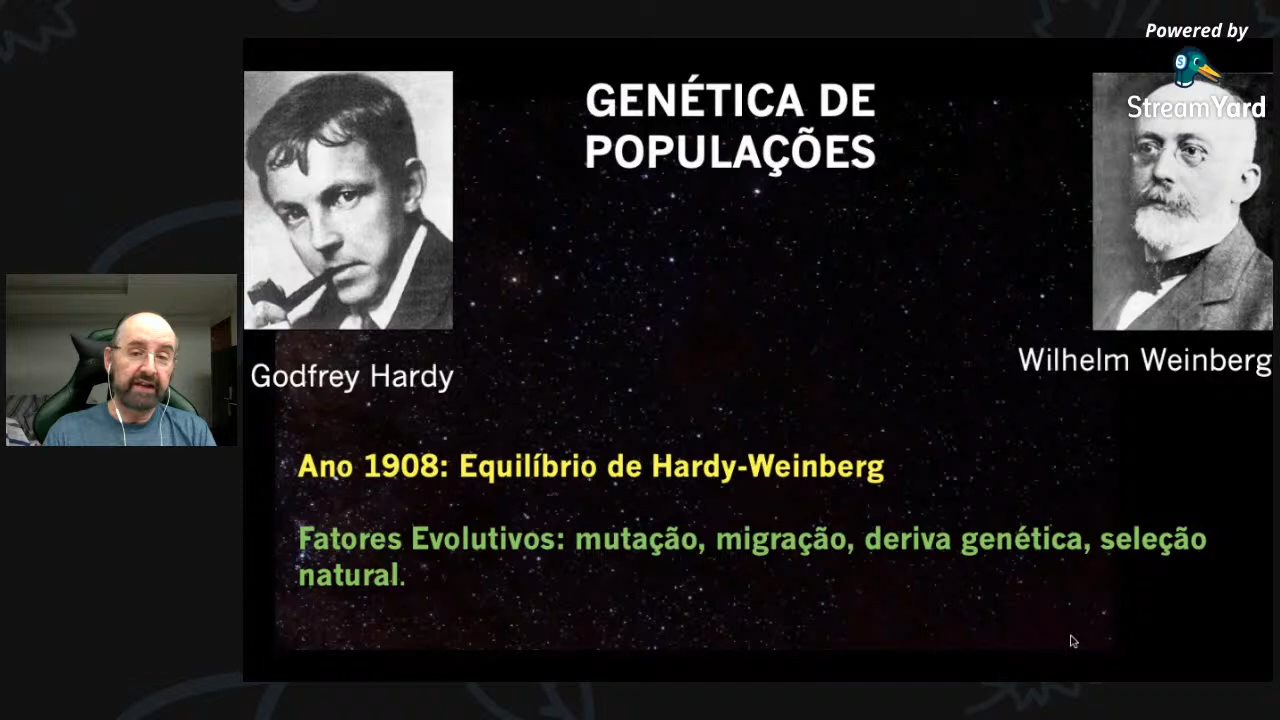 Powered by
StreamYard
GENÉTICA DE
POPULAÇÕES
Godfrey Hardy
Wilhelm Weinberg
Ano 1908: Equilíbrio de Hardy-Weinberg
Fatores Evolutivos: mutação, migração, deriva genética, seleção
natural.